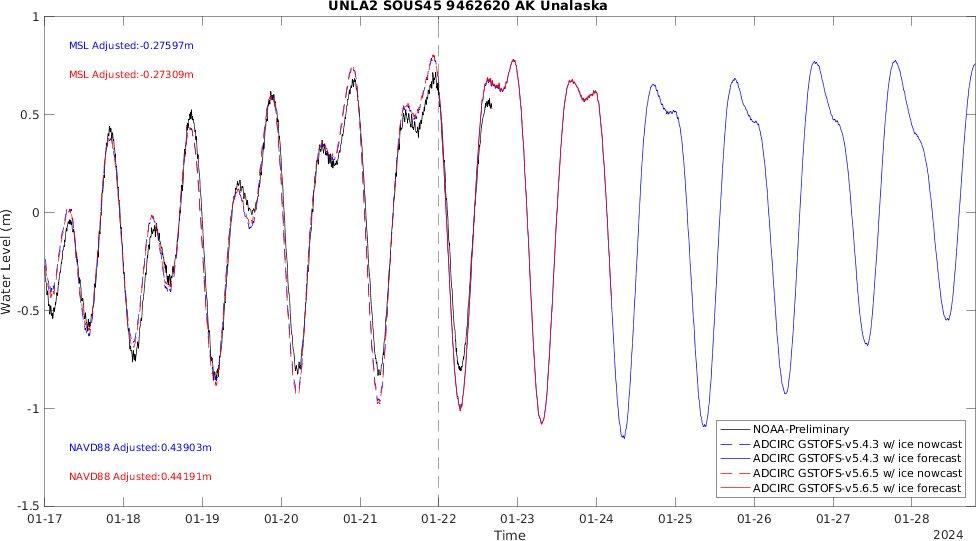 UNLA2 SOUS45 9462620 AK Unalaska
MSL Adjusted:-0.27597m
MSL Adjusted:-0.27309m
NAVD88 Adjusted:0.43903m
NAVD88 Adjusted:0.44191m
Water Level (m)
1
0.5
0
-0.5
-1
-1.5
NOAA-Preliminary
ADCIRC GSTOFS-v5.4.3 w/ ice nowcast
ADCIRC GSTOFS-v5.4.3 w/ ice forecast
ADCIRC GSTOFS-v5.6.5 w/ ice nowcast
ADCIRC GSTOFS-v5.6.5 w/ ice forecast
01-17 01-18 01-19 01-20 01-21 01-22 01-23 01-24 01-25 01-26 01-27 01-28
Time
2024